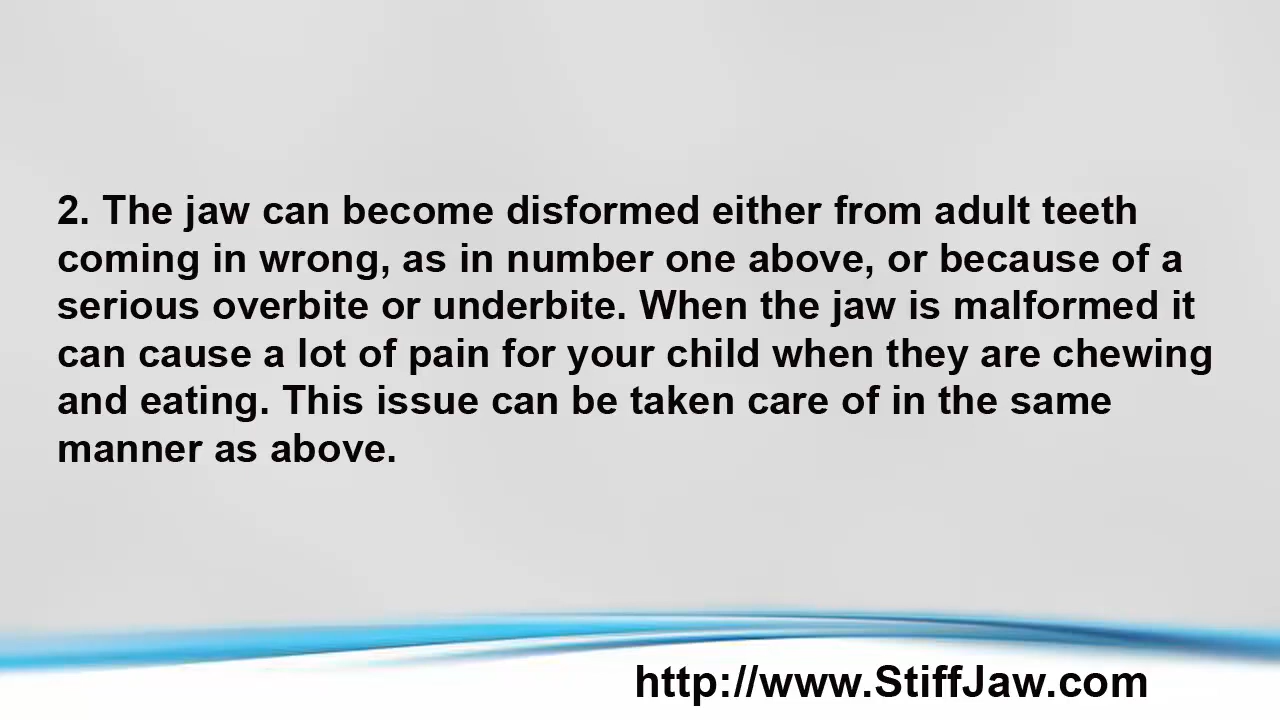 2. The jaw can become disformed either from adult teeth
coming in wrong, as in number one above, or because of a
serious overbite or underbite. When the jaw is malformed it
can cause a lot of pain for your child when they are chewing
and eating. This issue can be taken care of in the same
manner as above.
http://www.StiffJaw.com